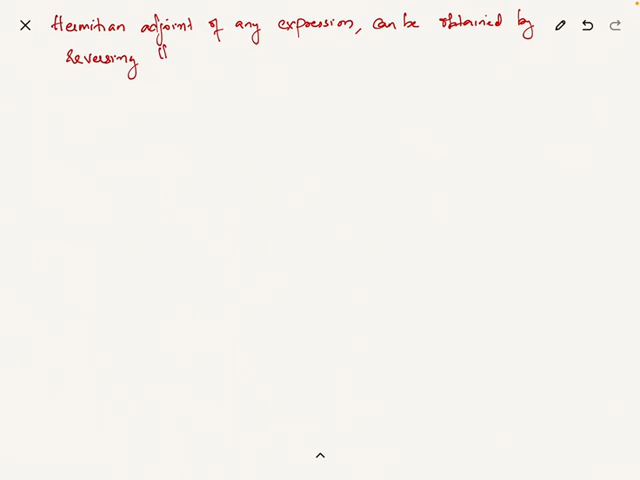 Hermitian adjoint of any expression, can be obtained by
reversing